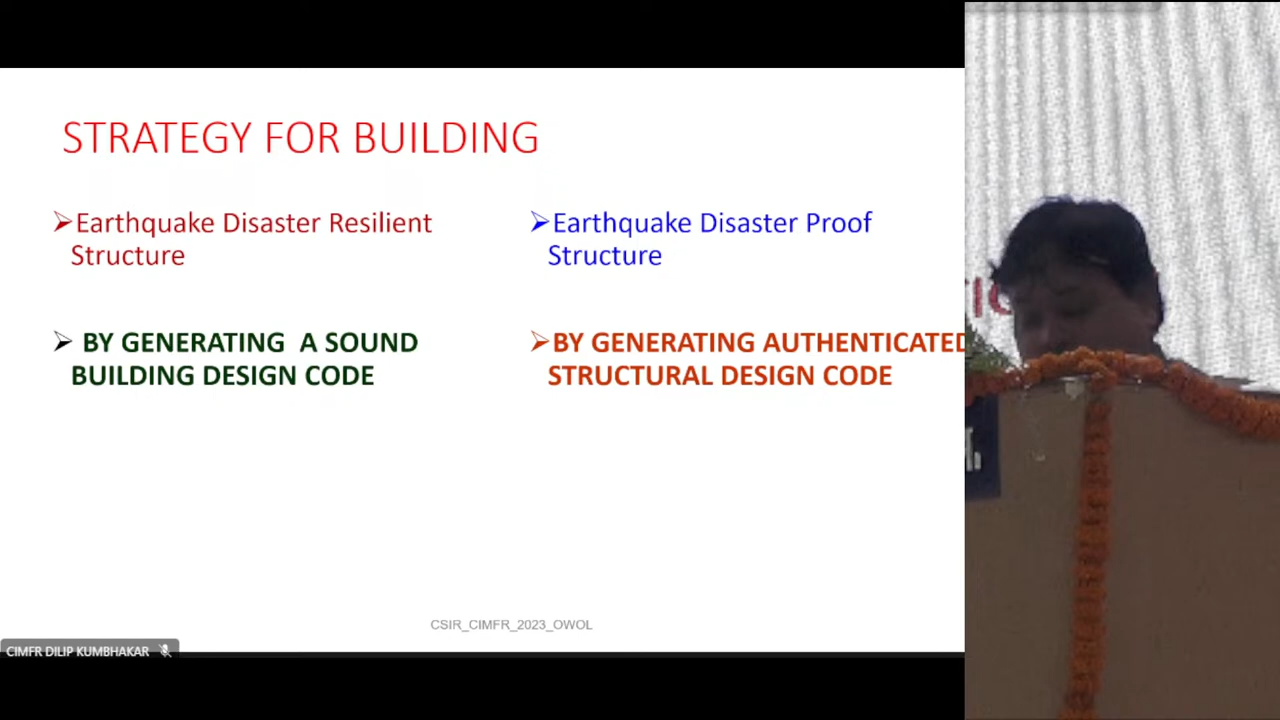 STRATEGY FOR BUILDING
➢Earthquake Disaster Resilient
Structure
➢ BY GENERATING A SOUND
BUILDING DESIGN CODE
➢Earthquake Disaster Proof
Structure
➢BY GENERATING AUTHENTICATED
STRUCTURAL DESIGN CODE
CSIR_CIMFR_2023_OWOL
CIMFR DILIP KUMBHAKAR